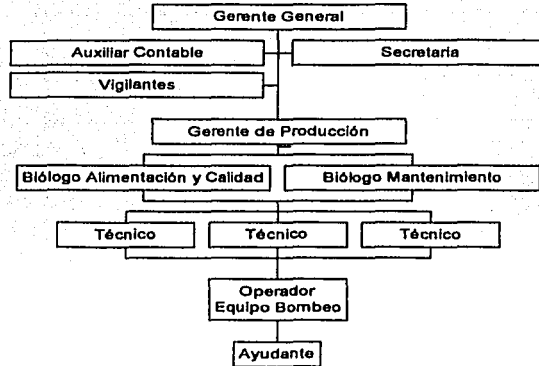 Gerente General
Auxiliar Contable
Secretaria
Vigilantes
Gerente de Producción
Biólogo Alimentación y Calidad
Biólogo Mantenimiento
Técnico
Técnico
Técnico
Operador
Equipo Bombeo
Ayudante